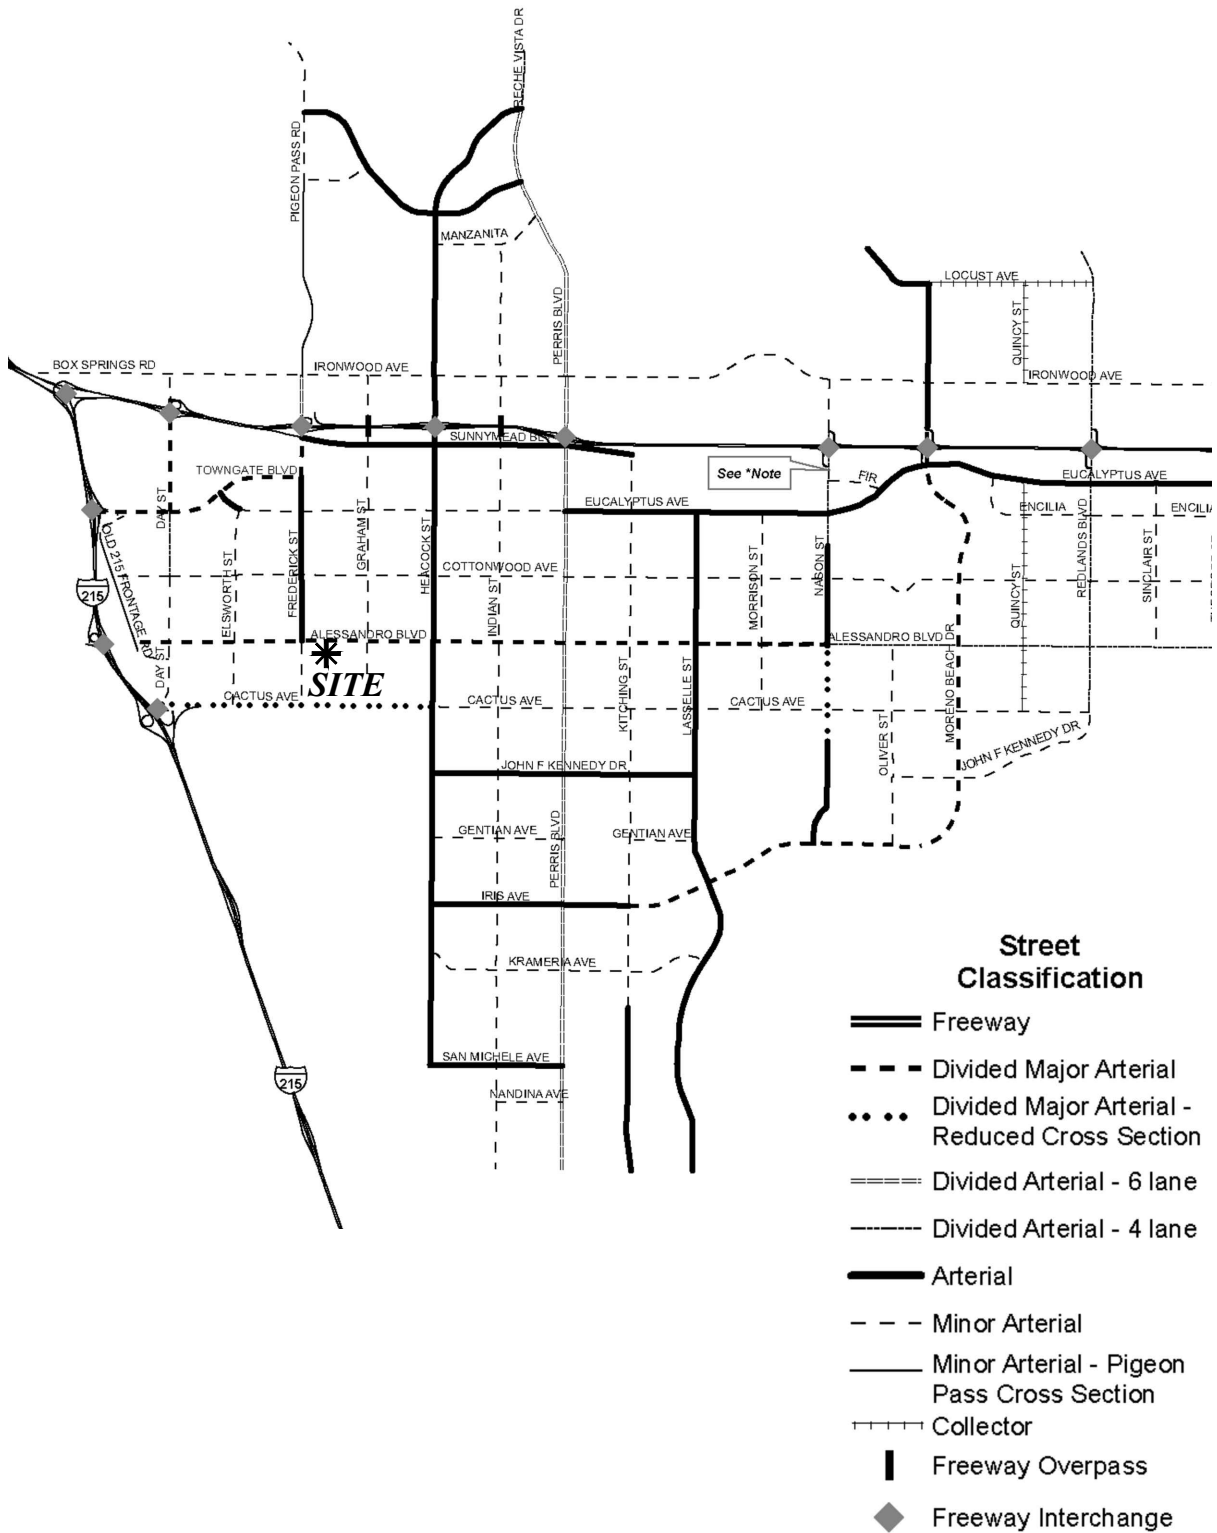 RECHE VISTA DR
PIGEON PASS RD
MANZANITA
PERRIS BLVD
LOCUST AVE
QUINCY ST
BOX SPRINGS RD
IRONWOOD AVE
IRONWOOD AVE
SUNNYMEAD BL
TOWNGATE BLVD
See *Note
FIR
EUCALYPTUS AVE
EUCALYPTUS AVE
DAY ST
ENCILIA
ENCILIA
OLD 215 FRONTAGE RD
ELSWORTH ST
FREDERICK ST
GRAHAM ST
HEACOCK ST
COTTONWOOD AVE
INDIAN ST
MORRISON ST
NASON ST
QUINCY ST
REDLANDS BLVD
SINCLAIR ST
215
ALESSANDRO BLVD
ALESSANDRO BLVD
DAY ST
SITE
CACTUS AVE
CACTUS AVE
CACTUS AVE
KITCHING ST
LASSELLE ST
OLIVER ST
MORENO BEACH DR
JOHN F KENNEDY DR
JOHN F KENNEDY DR
GENTIAN AVE
PERRIS BLVD
GENTIAN AVE
IRIS AVE
KRAMERIA AVE
SAN MICHELE AVE
NANDINA AVE
215
Street
Classification
Freeway
Divided Major Arterial
Divided Major Arterial -
Reduced Cross Section
Divided Arterial - 6 lane
Divided Arterial - 4 lane
Arterial
Minor Arterial
Minor Arterial - Pigeon
Pass Cross Section
Collector
Freeway Overpass
Freeway Interchange